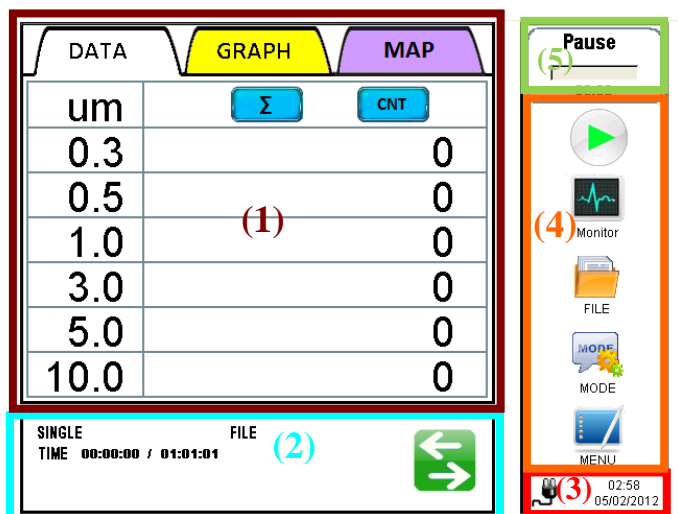 DATA GRAPH MAP
um Σ CNT
0.3 0
0.5 0
1.0 0
3.0 0
5.0 0
10.0 0
(1)
SINGLE FILE
TIME 00:00:00 / 01:01:01
(2)
Pause
(5)
Monitor
(4)
FILE
MODE
MODE
MENU
(3)
02:58
05/02/2012